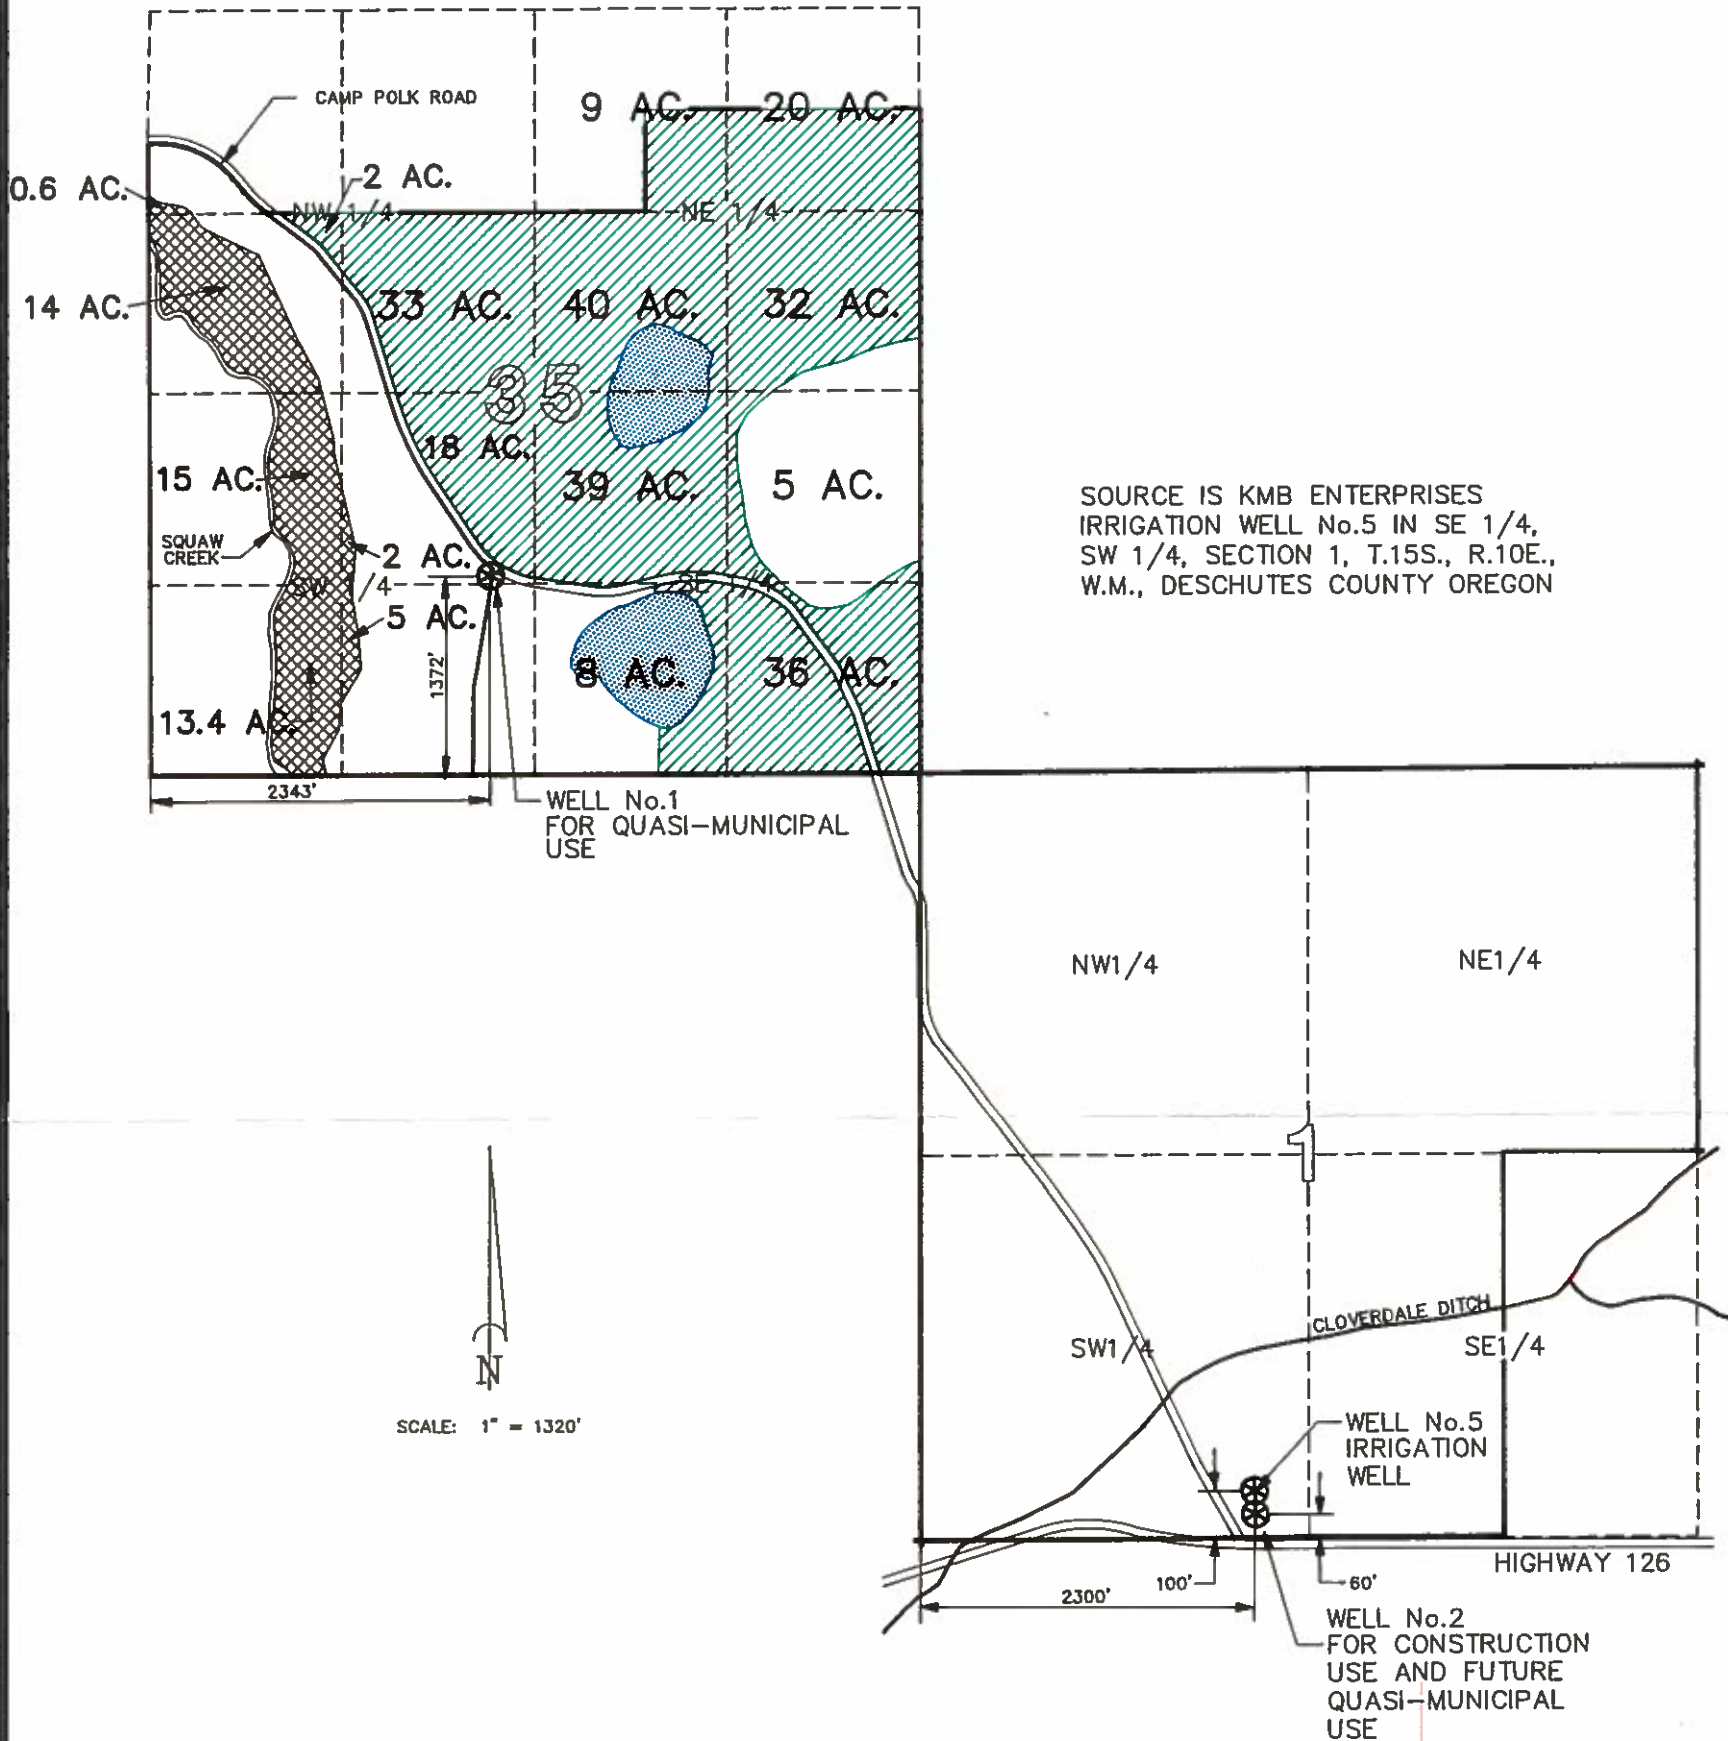 CAMP POLK ROAD
9 AC.
20 AC.
0.6 AC.
2 AC.
NW 1/4
NE 1/4
14 AC.
33 AC.
40 AC.
32 AC.
35
18 AC.
15 AC.
39 AC.
5 AC.
SQUAW
CREEK
2 AC.
SW 1/4
SE 1/4
5 AC.
1372'
8 AC.
36 AC.
13.4 AC.
2343'
WELL No.1
FOR QUASI-MUNICIPAL
USE
SOURCE IS KMB ENTERPRISES
IRRIGATION WELL No.5 IN SE 1/4,
SW 1/4, SECTION 1, T.15S., R.10E.,
W.M., DESCHUTES COUNTY OREGON
NW1/4
NE1/4
1
N
SCALE: 1" = 1320'
CLOVERDALE DITCH
SW1/4
SE1/4
WELL No.5
IRRIGATION
WELL
HIGHWAY 126
100'
60'
2300'
WELL No.2
FOR CONSTRUCTION
USE AND FUTURE
QUASI-MUNICIPAL
USE